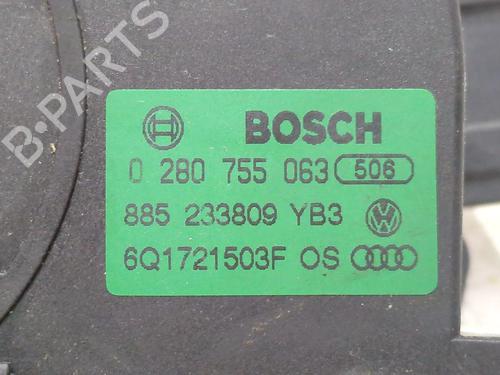 B-PARTS
BOSCH
0 280 755 063 506
885 233809 YB3
6Q1721503F OS